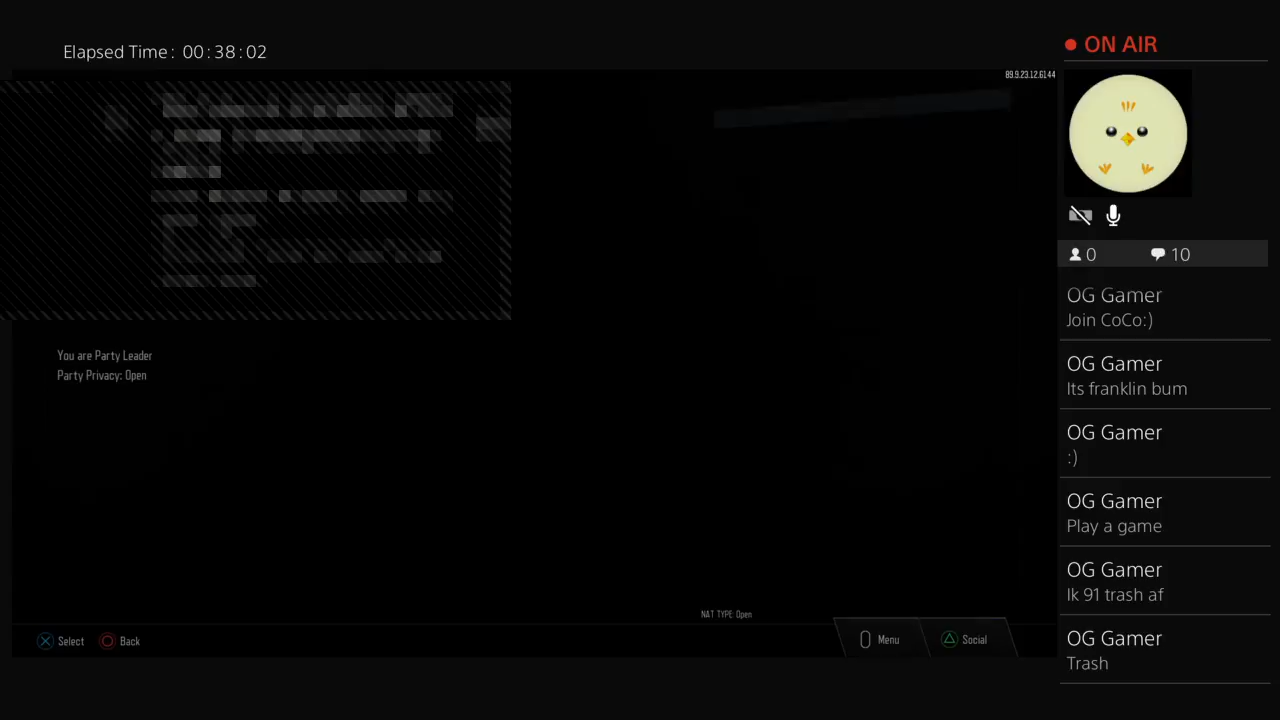 Elapsed Time: 00:38:02
ON AIR
89.9.23.12.6144
0
10
OG Gamer
Join CoCo:)
OG Gamer
Its franklin bum
OG Gamer
:)
OG Gamer
Play a game
OG Gamer
Ik 91 trash af
OG Gamer
Trash
You are Party Leader
Party Privacy: Open
NAT TYPE: Open
Select
Back
Menu
Social